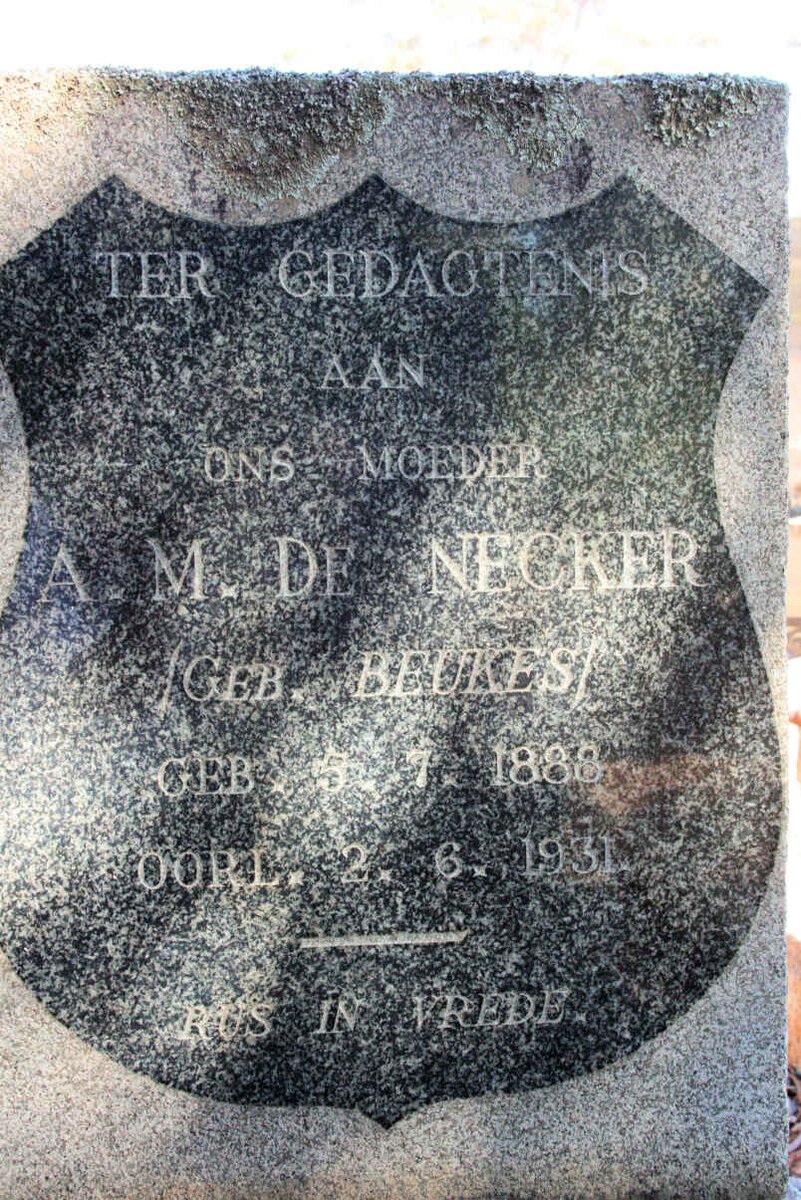 TER GEDAGTENIS
AAN
ONS MOEDER
A. M. DE NECKER
/GEB. BEUKES/
GEB. 5. 7. 1888
OORL. 2. 6. 1931.
RUS IN VREDE.